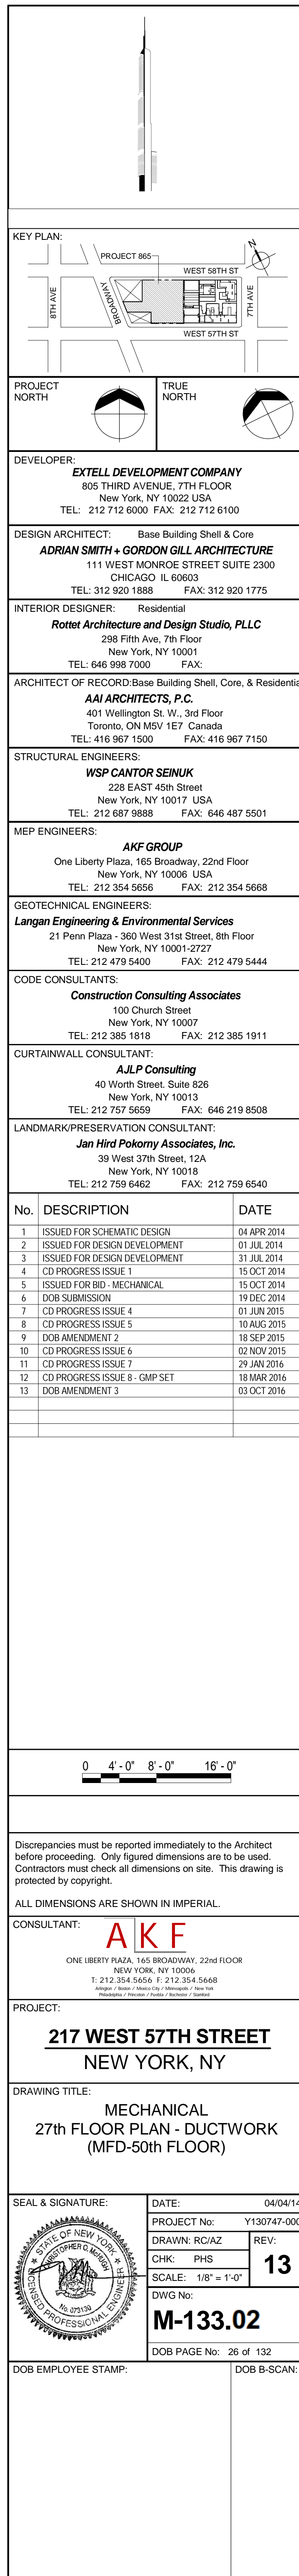 KEY PLAN:
N
PROJECT 865
WEST 58TH ST
8TH AVE
BROADWAY
7TH AVE
WEST 57TH ST
PROJECT
NORTH
TRUE
NORTH
DEVELOPER:
EXTELL DEVELOPMENT COMPANY
805 THIRD AVENUE, 7TH FLOOR
New York, NY 10022 USA
TEL: 212 712 6000 FAX: 212 712 6100
DESIGN ARCHITECT: Base Building Shell & Core
ADRIAN SMITH + GORDON GILL ARCHITECTURE
111 WEST MONROE STREET SUITE 2300
CHICAGO IL 60603
TEL: 312 920 1888 FAX: 312 920 1775
INTERIOR DESIGNER: Residential
Rottet Architecture and Design Studio, PLLC
298 Fifth Ave, 7th Floor
New York, NY 10001
TEL: 646 998 7000 FAX:
ARCHITECT OF RECORD:Base Building Shell, Core, & Residentia
AAI ARCHITECTS, P.C.
401 Wellington St. W., 3rd Floor
Toronto, ON M5V 1E7 Canada
TEL: 416 967 1500 FAX: 416 967 7150
STRUCTURAL ENGINEERS:
WSP CANTOR SEINUK
228 EAST 45th Street
New York, NY 10017 USA
TEL: 212 687 9888 FAX: 646 487 5501
MEP ENGINEERS:
AKF GROUP
One Liberty Plaza, 165 Broadway, 22nd Floor
New York, NY 10006 USA
TEL: 212 354 5656 FAX: 212 354 5668
GEOTECHNICAL ENGINEERS:
Langan Engineering & Environmental Services
21 Penn Plaza - 360 West 31st Street, 8th Floor
New York, NY 10001-2727
TEL: 212 479 5400 FAX: 212 479 5444
CODE CONSULTANTS:
Construction Consulting Associates
100 Church Street
New York, NY 10007
TEL: 212 385 1818 FAX: 212 385 1911
CURTAINWALL CONSULTANT:
AJLP Consulting
40 Worth Street. Suite 826
New York, NY 10013
TEL: 212 757 5659 FAX: 646 219 8508
LANDMARK/PRESERVATION CONSULTANT:
Jan Hird Pokorny Associates, Inc.
39 West 37th Street, 12A
New York, NY 10018
TEL: 212 759 6462 FAX: 212 759 6540
No. DESCRIPTION DATE
1 ISSUED FOR SCHEMATIC DESIGN 04 APR 2014
2 ISSUED FOR DESIGN DEVELOPMENT 01 JUL 2014
3 ISSUED FOR DESIGN DEVELOPMENT 31 JUL 2014
4 CD PROGRESS ISSUE 1 15 OCT 2014
5 ISSUED FOR BID - MECHANICAL 15 OCT 2014
6 DOB SUBMISSION 19 DEC 2014
7 CD PROGRESS ISSUE 4 01 JUN 2015
8 CD PROGRESS ISSUE 5 10 AUG 2015
9 DOB AMENDMENT 2 18 SEP 2015
10 CD PROGRESS ISSUE 6 02 NOV 2015
11 CD PROGRESS ISSUE 7 29 JAN 2016
12 CD PROGRESS ISSUE 8 - GMP SET 18 MAR 2016
13 DOB AMENDMENT 3 03 OCT 2016
0 4' - 0" 8' - 0" 16' - 0"
Discrepancies must be reported immediately to the Architect
before proceeding. Only figured dimensions are to be used.
Contractors must check all dimensions on site. This drawing is
protected by copyright.
ALL DIMENSIONS ARE SHOWN IN IMPERIAL.
CONSULTANT:
AKF
ONE LIBERTY PLAZA, 165 BROADWAY, 22nd FLOOR
NEW YORK, NY 10006
T: 212.354.5656 F: 212.354.5668
Arlington / Boston / Mexico City / Minneapolis / New York
Philadelphia / Princeton / Puebla / Rochester / Stamford
PROJECT:
217 WEST 57TH STREET
NEW YORK, NY
DRAWING TITLE:
MECHANICAL
27th FLOOR PLAN - DUCTWORK
(MFD-50th FLOOR)
SEAL & SIGNATURE:
STATE OF NEW YORK
LICENSED PROFESSIONAL ENGINEER
DATE: 04/04/14
PROJECT No: Y130747-000
DRAWN: RC/AZ
REV:
13
CHK: PHS
SCALE: 1/8" = 1'-0"
DWG No:
M-133.02
DOB PAGE No: 26 of 132
DOB EMPLOYEE STAMP:
DOB B-SCAN: